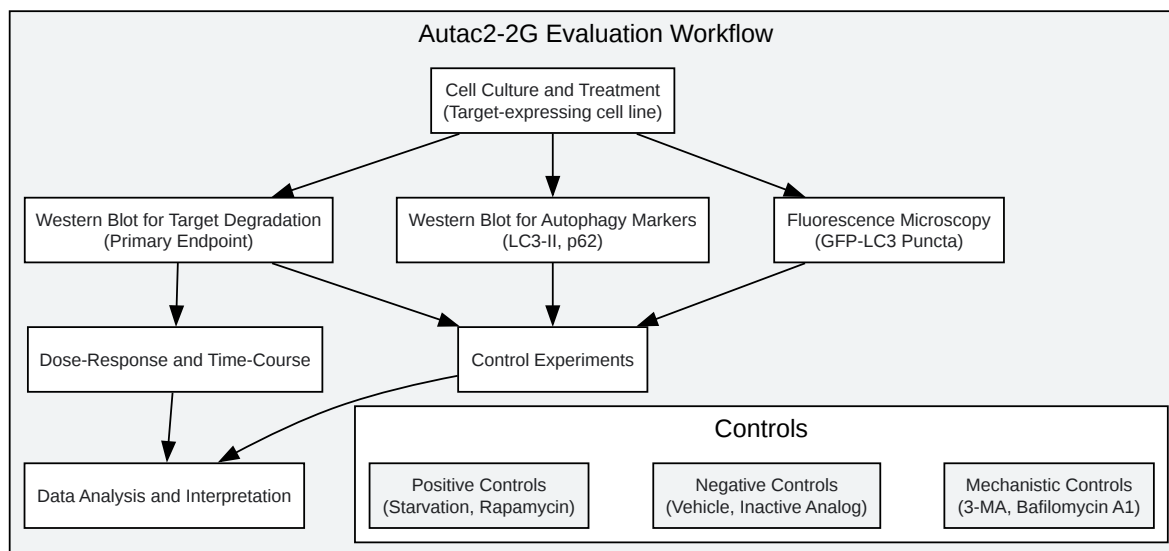 Autac2-2G Evaluation Workflow
Cell Culture and Treatment
(Target-expressing cell line)
Western Blot for Target Degradation
(Primary Endpoint)
Western Blot for Autophagy Markers
(LC3-II, p62)
Fluorescence Microscopy
(GFP-LC3 Puncta)
Dose-Response and Time-Course
Control Experiments
Data Analysis and Interpretation
Controls
Positive Controls
(Starvation, Rapamycin)
Negative Controls
(Vehicle, Inactive Analog)
Mechanistic Controls
(3-MA, Bafilomycin A1)